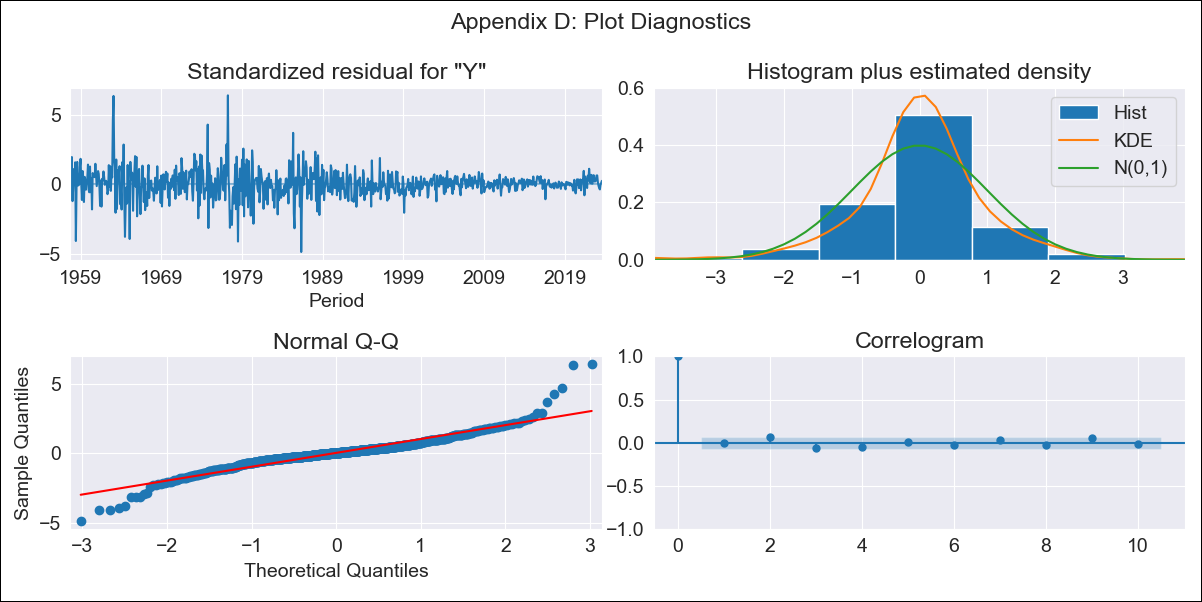 Appendix D: Plot Diagnostics
Standardized residual for "Y"
5
0
−5
1959 1969 1979 1989 1999 2009 2019
Period
Histogram plus estimated density
0.6
0.4
0.2
0.0
−3 −2 −1 0 1 2 3
Hist
KDE
N(0,1)
Normal Q-Q
Sample Quantiles
5
0
−5
−3 −2 −1 0 1 2 3
Theoretical Quantiles
Correlogram
1.0
0.5
0.0
−0.5
−1.0
0 2 4 6 8 10